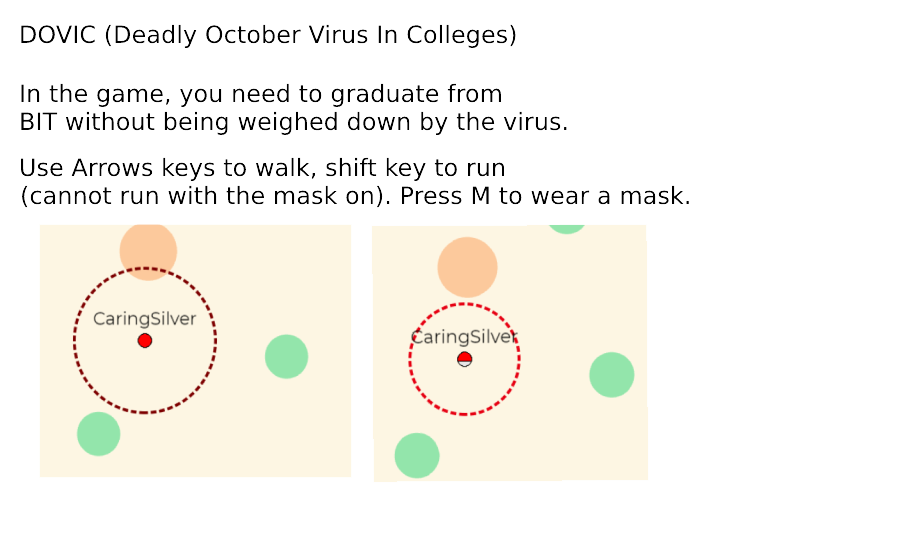 DOVIC (Deadly October Virus In Colleges)
In the game, you need to graduate from
BIT without being weighed down by the virus.
Use Arrows keys to walk, shift key to run
(cannot run with the mask on). Press M to wear a mask.
CaringSilver
CaringSilver